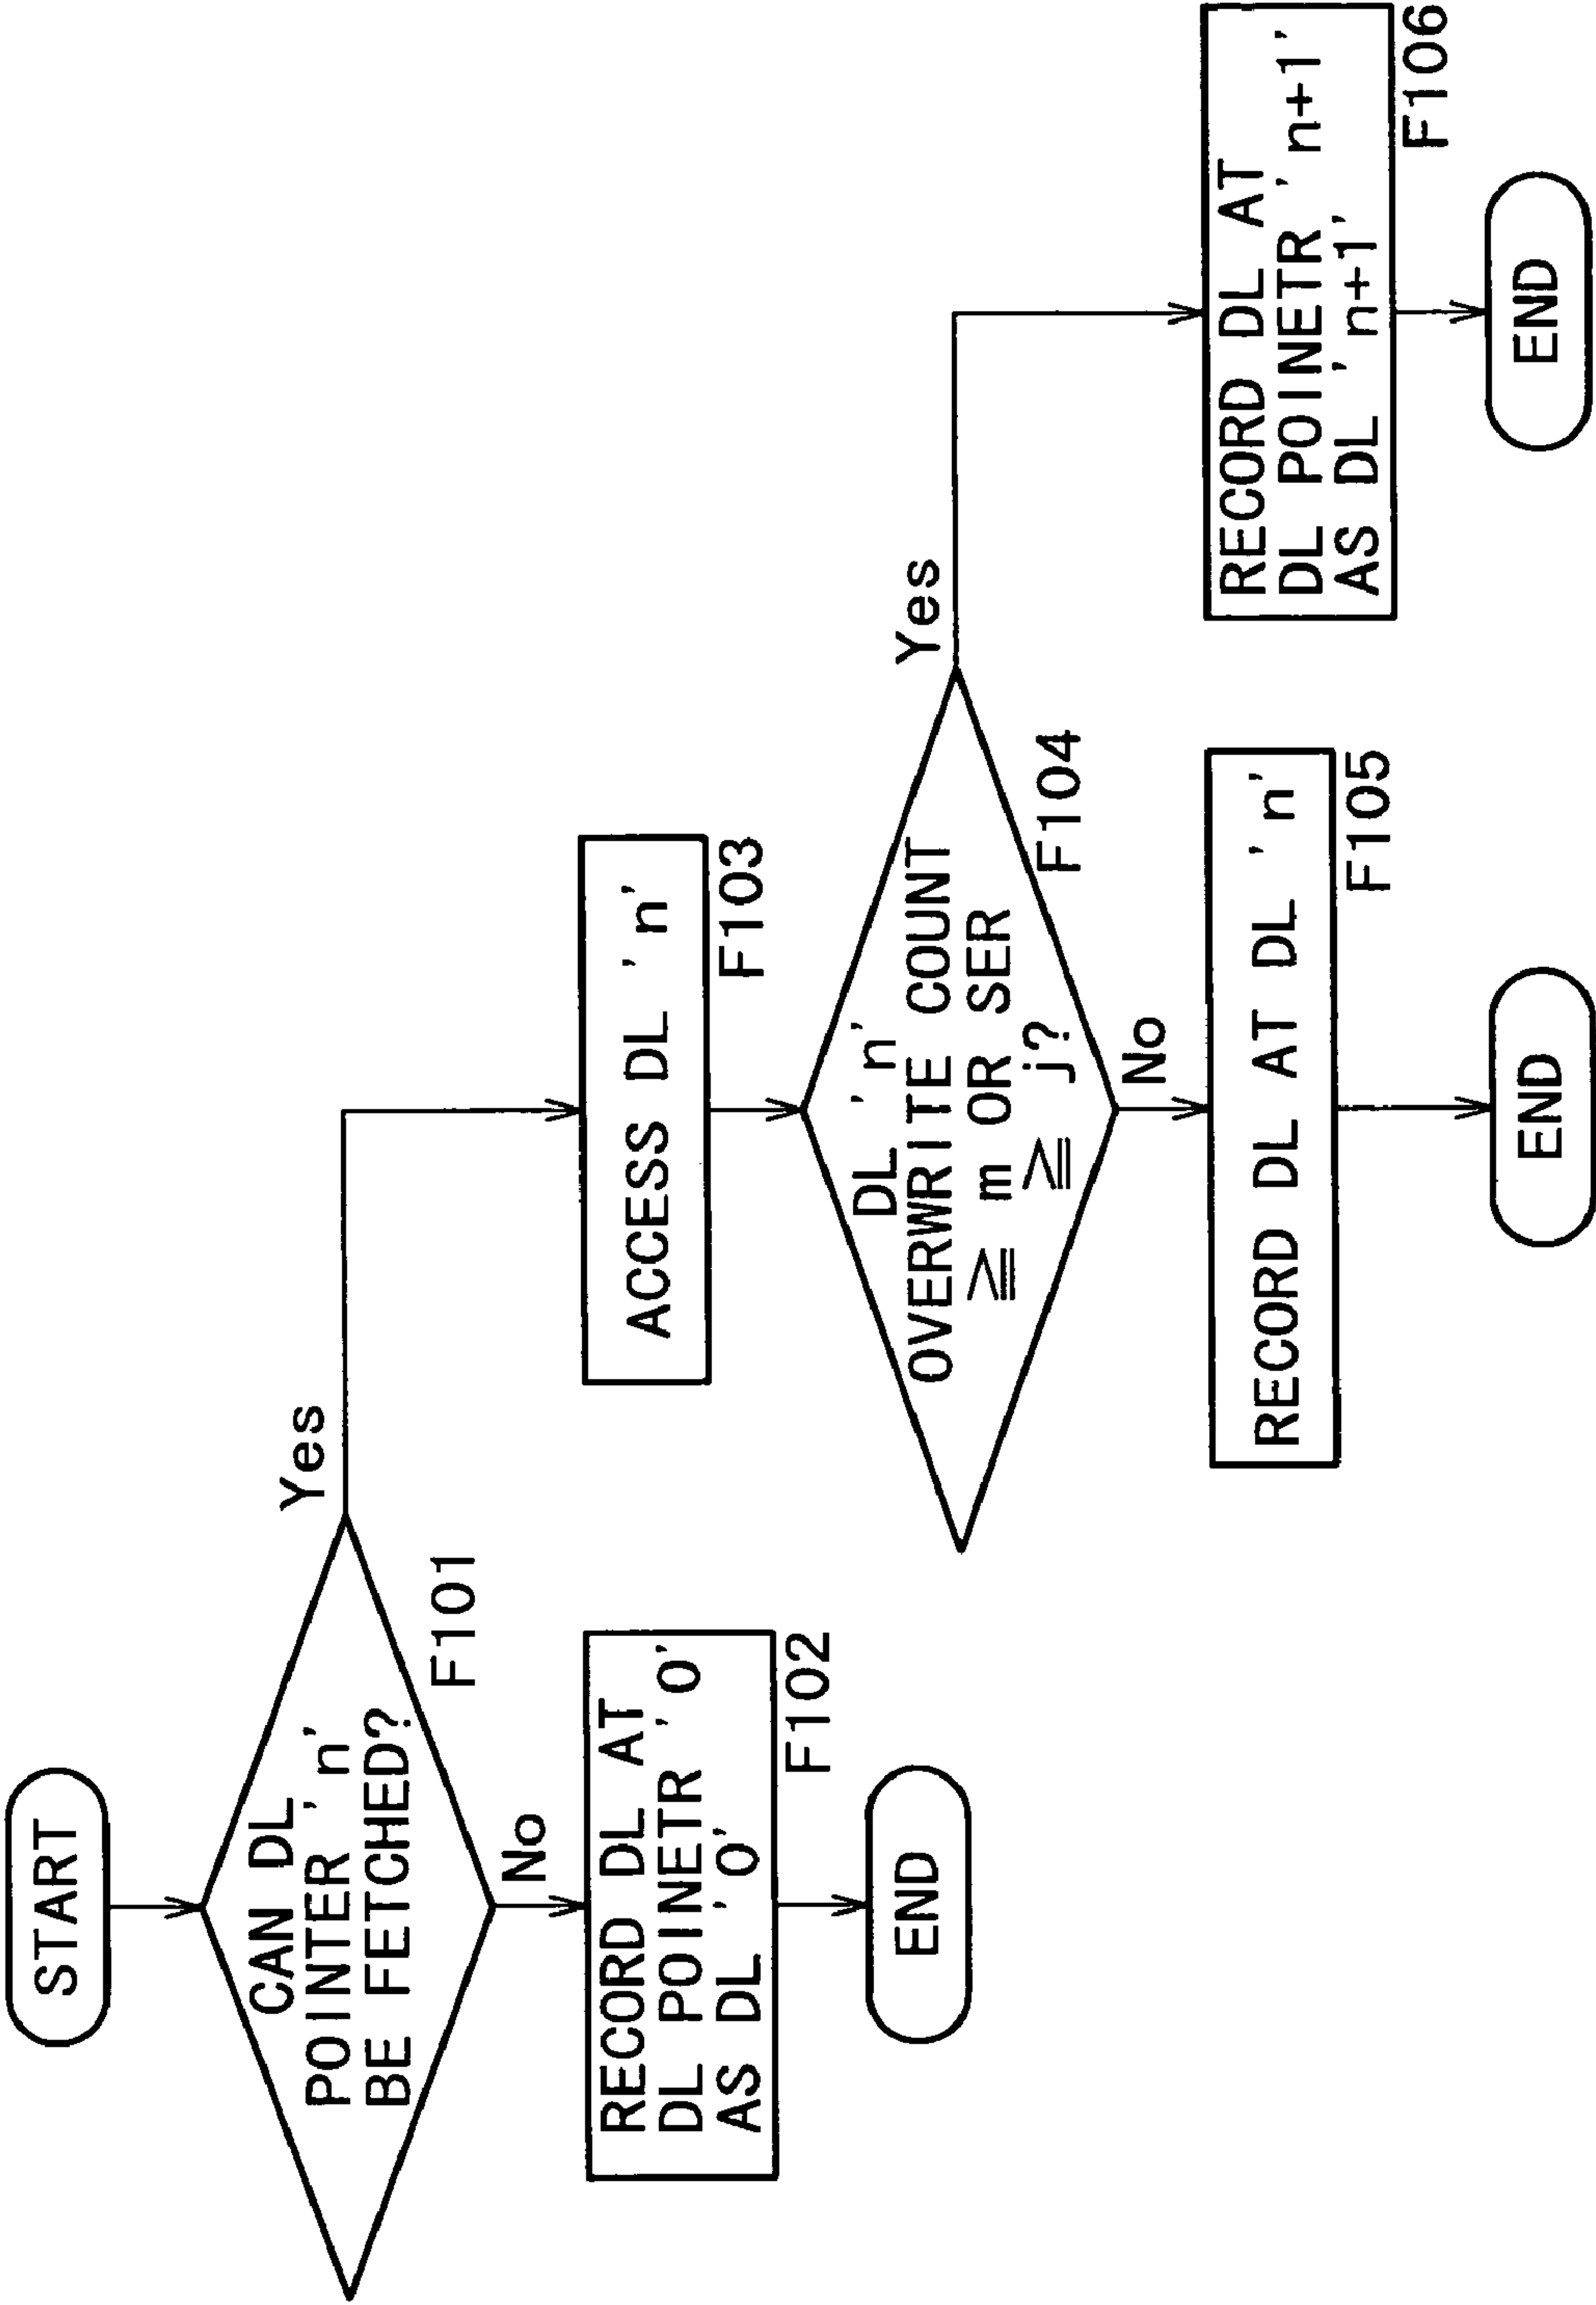 START
CAN DL
POINTER 'n'
BE FETCHED?
F101
Yes
No
RECORD DL AT
DL POINETR '0'
AS DL '0'
F102
END
ACCESS DL 'n'
F103
DL 'n'
OVERWRITE COUNT
≧ m OR SER
≧ j?
F104
Yes
No
RECORD DL AT DL 'n'
F105
END
RECORD DL AT
DL POINETR 'n+1'
AS DL 'n+1'
F106
END